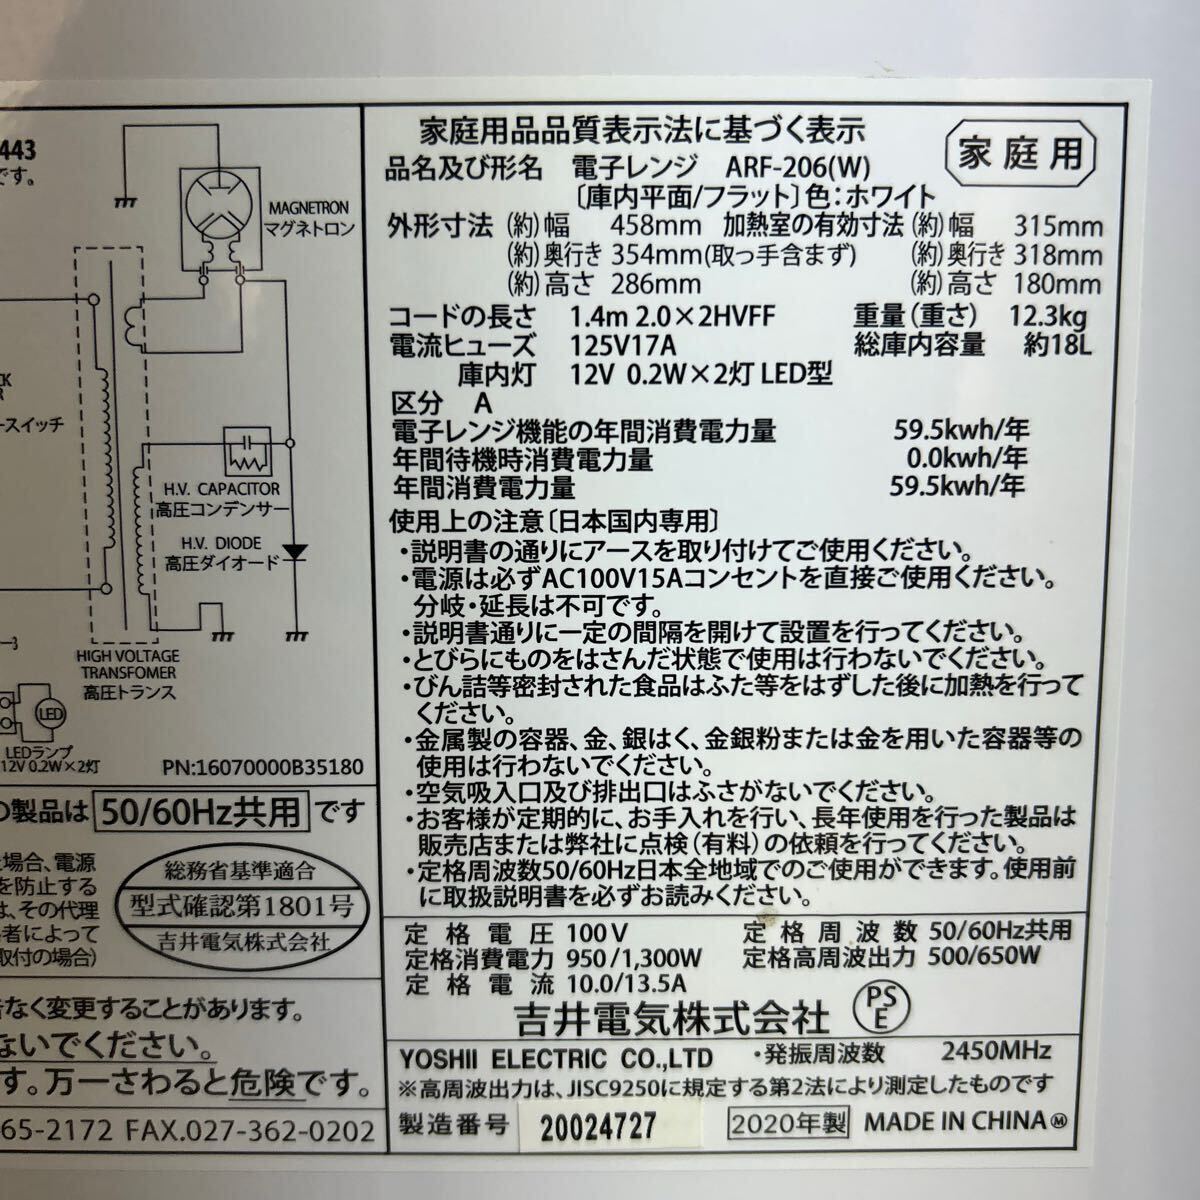 443
です。
MAGNETRON
マグネトロン
スイッチ
H.V. CAPACITOR
高圧コンデンサー
H.V. DIODE
高圧ダイオード
HIGH VOLTAGE
TRANSFOMER
高圧トランス
LED
LEDランプ
12V 0.2W×2灯
PN:16070000B35180
の製品は 50/60Hz共用 です
場合、電源
を防止する
は、その代理
者によって
取付の場合)
総務省基準適合
型式確認第1801号
吉井電気株式会社
なく変更することがあります。
ないでください。
す。万一さわると危険です。
65-2172 FAX.027-362-0202
家庭用品品質表示法に基づく表示
家庭用
品名及び形名 電子レンジ ARF-206(W)
〔庫内平面/フラット〕色:ホワイト
外形寸法 (約)幅 458mm 加熱室の有効寸法 (約)幅 315mm
(約)奥行き 354mm(取っ手含まず) (約)奥行き 318mm
(約)高さ 286mm (約)高さ 180mm
コードの長さ 1.4m 2.0×2HVFF 重量(重さ) 12.3kg
電流ヒューズ 125V17A 総庫内容量 約18L
庫内灯 12V 0.2W×2灯 LED型
区分 A
電子レンジ機能の年間消費電力量 59.5kwh/年
年間待機時消費電力量 0.0kwh/年
年間消費電力量 59.5kwh/年
使用上の注意〔日本国内専用〕
・説明書の通りにアースを取り付けてご使用ください。
・電源は必ずAC100V15Aコンセントを直接ご使用ください。
分岐・延長は不可です。
・説明書通りに一定の間隔を開けて設置を行ってください。
・とびらにものをはさんだ状態で使用は行わないでください。
・びん詰等密封された食品はふた等をはずした後に加熱を行って
ください。
・金属製の容器、金、銀はく、金銀粉または金を用いた容器等の
使用は行わないでください。
・空気吸入口及び排出口はふさがないでください。
・お客様が定期的に、お手入れを行い、長年使用を行った製品は
販売店または弊社に点検(有料)の依頼を行ってください。
・定格周波数50/60Hz日本全地域でのご使用ができます。使用前
に取扱説明書を必ずお読みください。
定格電圧 100V 定格周波数 50/60Hz共用
定格消費電力 950/1,300W 定格高周波出力 500/650W
定格電流 10.0/13.5A
吉井電気株式会社 PSE
YOSHII ELECTRIC CO.,LTD ・発振周波数 2450MHz
※高周波出力は、JISC9250に規定する第2法により測定したものです
製造番号 20024727 2020年製 MADE IN CHINA Ⓜ